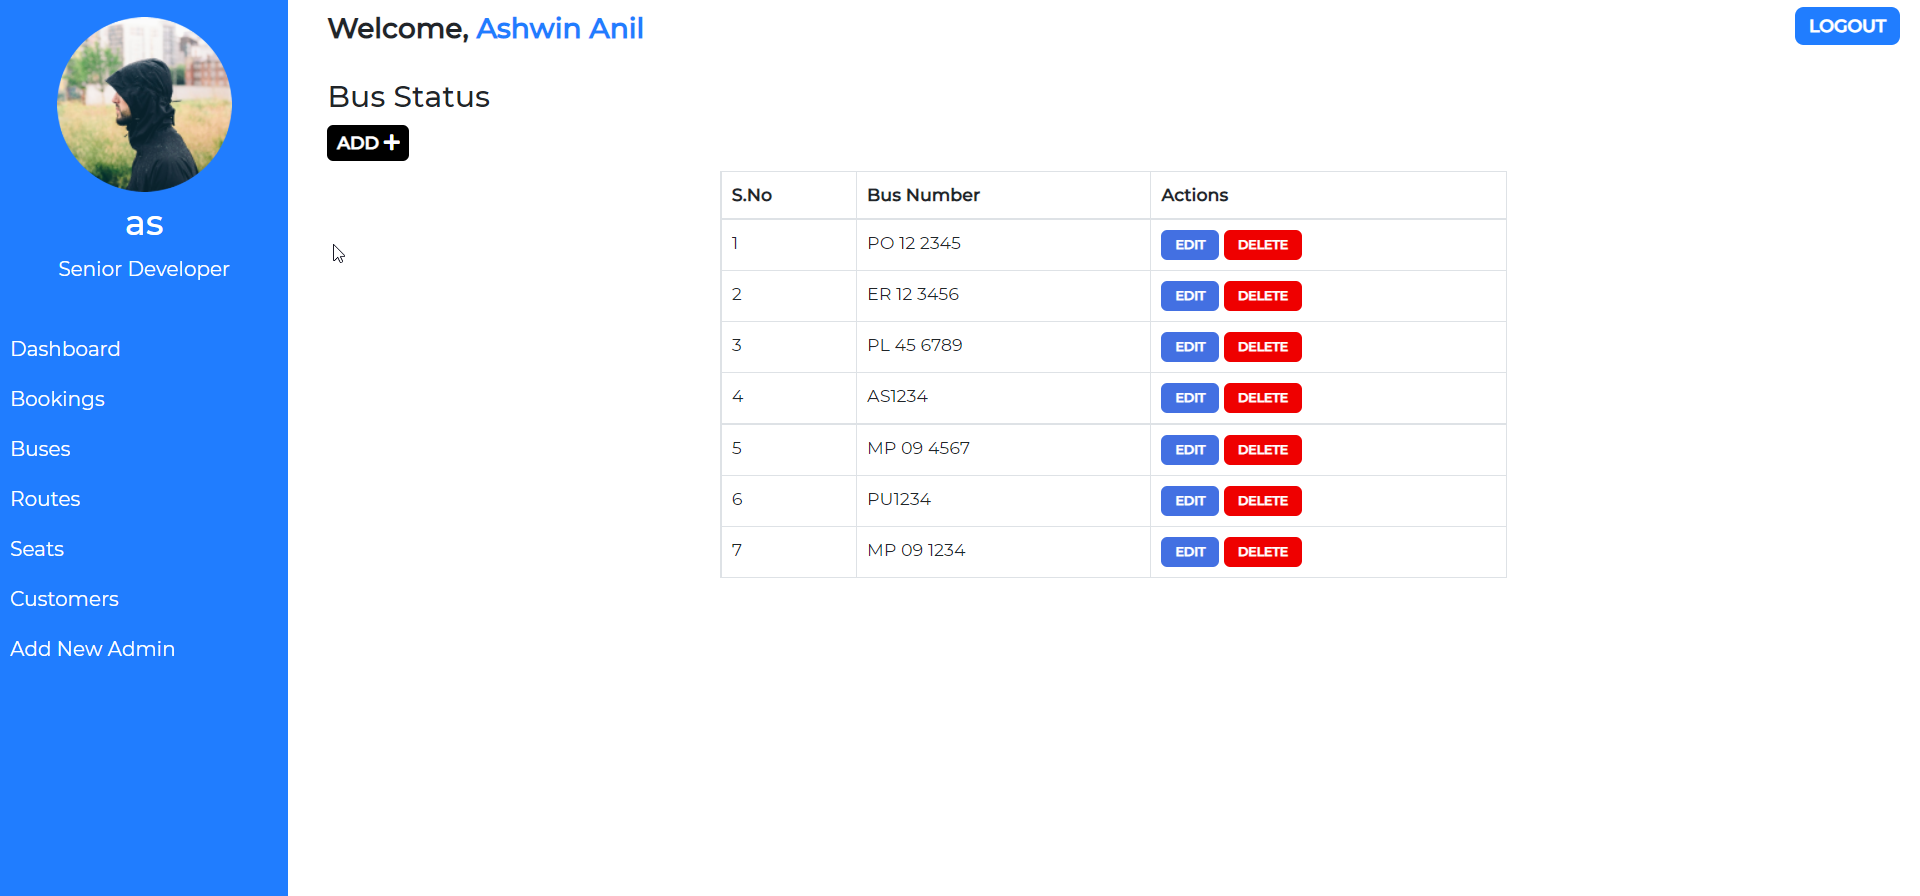 as
Senior Developer
Dashboard
Bookings
Buses
Routes
Seats
Customers
Add New Admin
Welcome, Ashwin Anil
LOGOUT
Bus Status
ADD +
S.No Bus Number Actions
1 PO 12 2345 EDIT DELETE
2 ER 12 3456 EDIT DELETE
3 PL 45 6789 EDIT DELETE
4 AS1234 EDIT DELETE
5 MP 09 4567 EDIT DELETE
6 PU1234 EDIT DELETE
7 MP 09 1234 EDIT DELETE